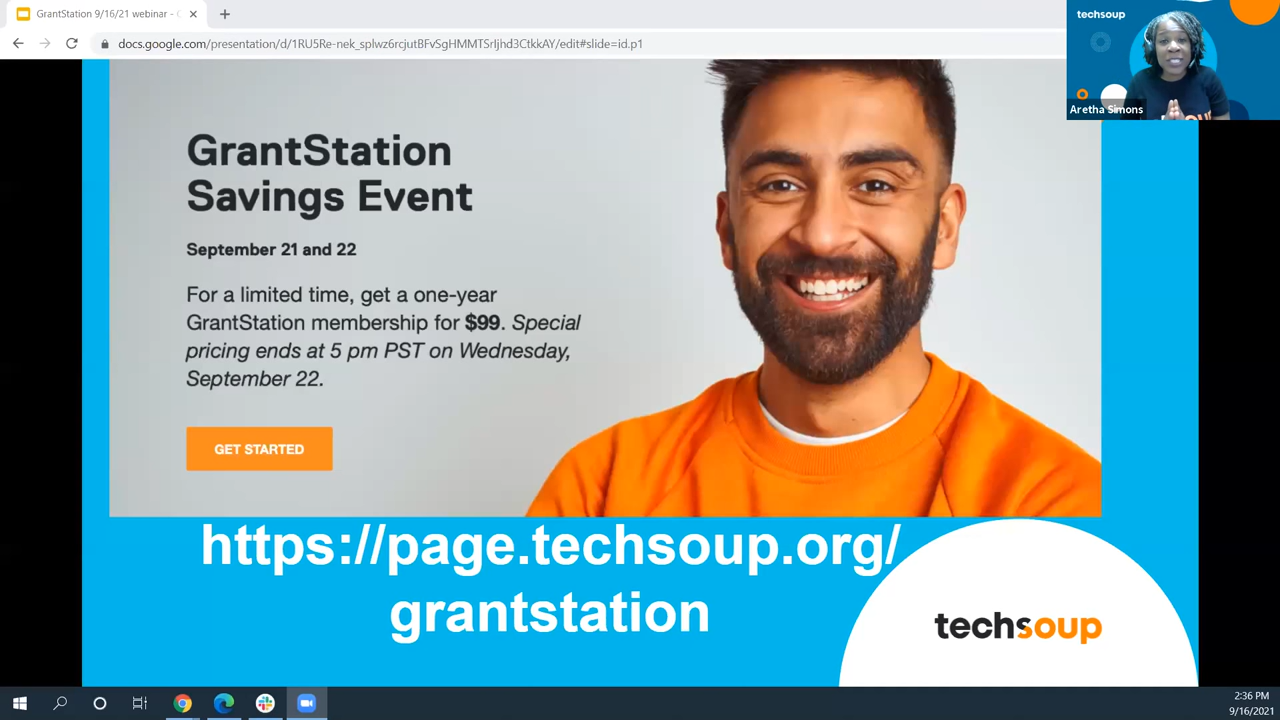 GrantStation 9/16/21 webinar - G
docs.google.com/presentation/d/1RU5Re-nek_splwz6rojutBFvSgHMMTSrIjhd3CtkkAY/edit#slide=id.p1
techsoup
Aretha Simons
GrantStation
Savings Event
September 21 and 22
For a limited time, get a one-year
GrantStation membership for $99. Special
pricing ends at 5 pm PST on Wednesday,
September 22.
GET STARTED
https://page.techsoup.org/
grantstation
techsoup
2:36 PM
9/16/2021